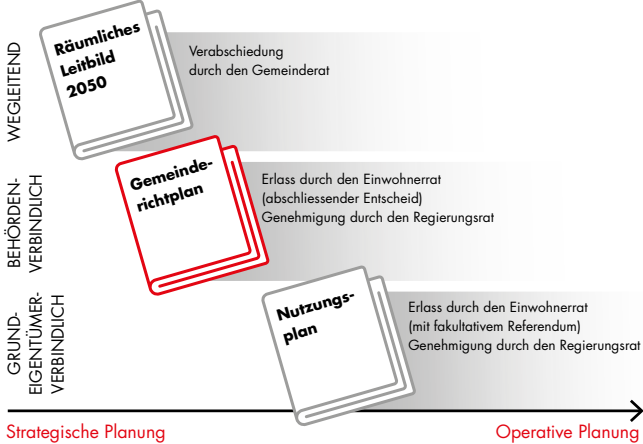 WEGLEITEND
Räumliches
Leitbild
2050
Verabschiedung
durch den Gemeinderat
BEHÖRDEN-
VERBINDLICH
Gemeinde-
richtplan
Erlass durch den Einwohnerrat
(abschliessender Entscheid)
Genehmigung durch den Regierungsrat
GRUND-
EIGENTÜMER-
VERBINDLICH
Nutzungs-
plan
Erlass durch den Einwohnerrat
(mit fakultativem Referendum)
Genehmigung durch den Regierungsrat
Strategische Planung
Operative Planung